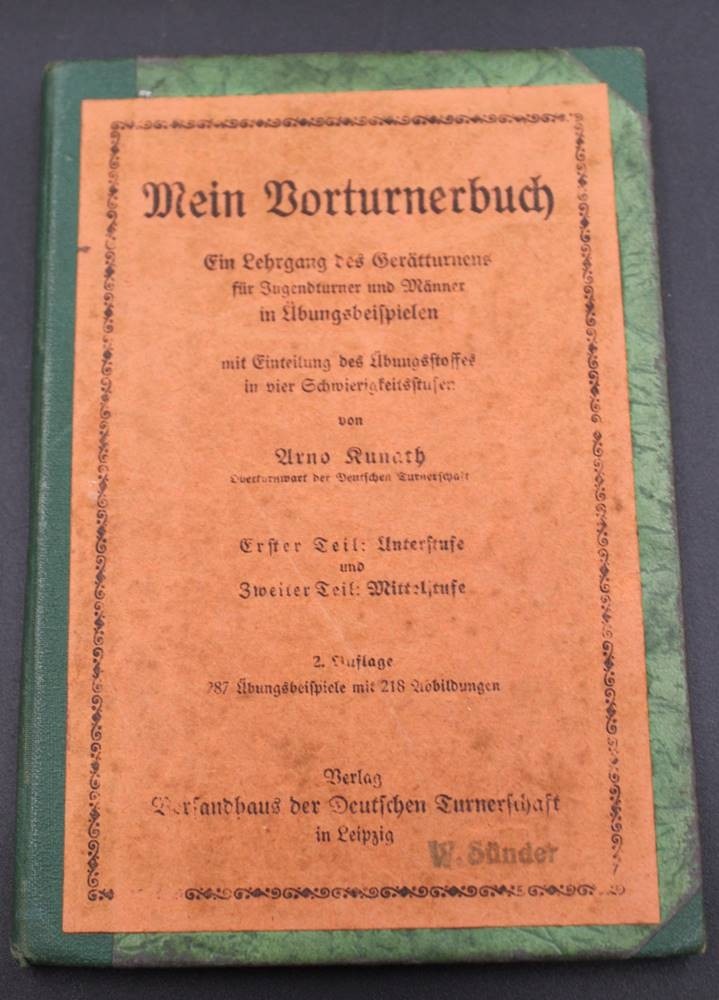 Mein Vorturnerbuch
Ein Lehrgang des Gerätturnens
für Jugendturner und Männer
in Übungsbeispielen
mit Einteilung des Übungsstoffes
in vier Schwierigkeitsstufen
von
Arno Kunath
Oberturnwart der Deutschen Turnerschaft
Erster Teil: Unterstufe
und
Zweiter Teil: Mittelstufe
2. Auflage
787 Übungsbeispiele mit 218 Abbildungen
Verlag
Versandhaus der Deutschen Turnerschaft
in Leipzig
W. Sünder